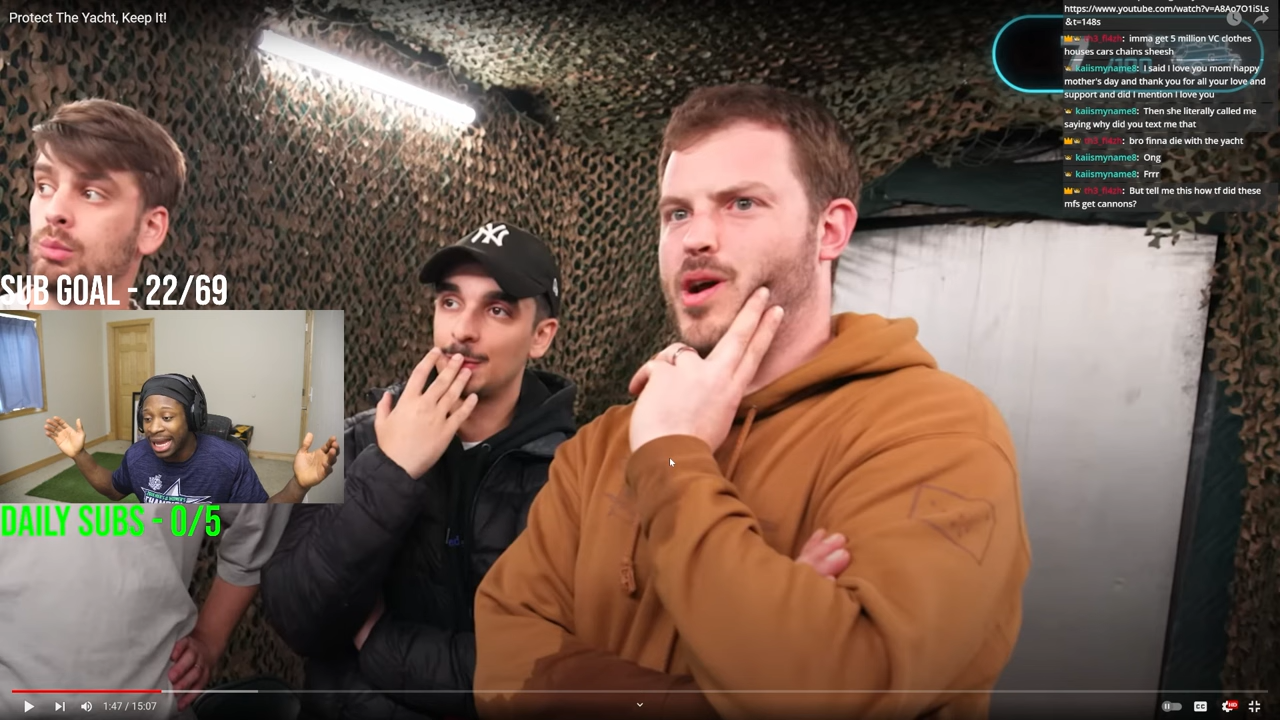 Protect The Yacht, Keep It!
https://www.youtube.com/watch?v=A8Ao7O1iSLs
&t=148s
imma get 5 million VC clothes
houses cars chains sheesh
kaiismyname8: I said I love you mom happy
mother's day and thank you for all your love and
support and did I mention I love you
kaiismyname8: Then she literally called me
saying why did you text me that
bro finna die with the yacht
kaiismyname8: Ong
kaiismyname8: Frrr
But tell me this how tf did these
mfs get cannons?
NY
SUB GOAL - 22/69
DAILY SUBS - 0/5
1:47 / 15:07
CC
HD